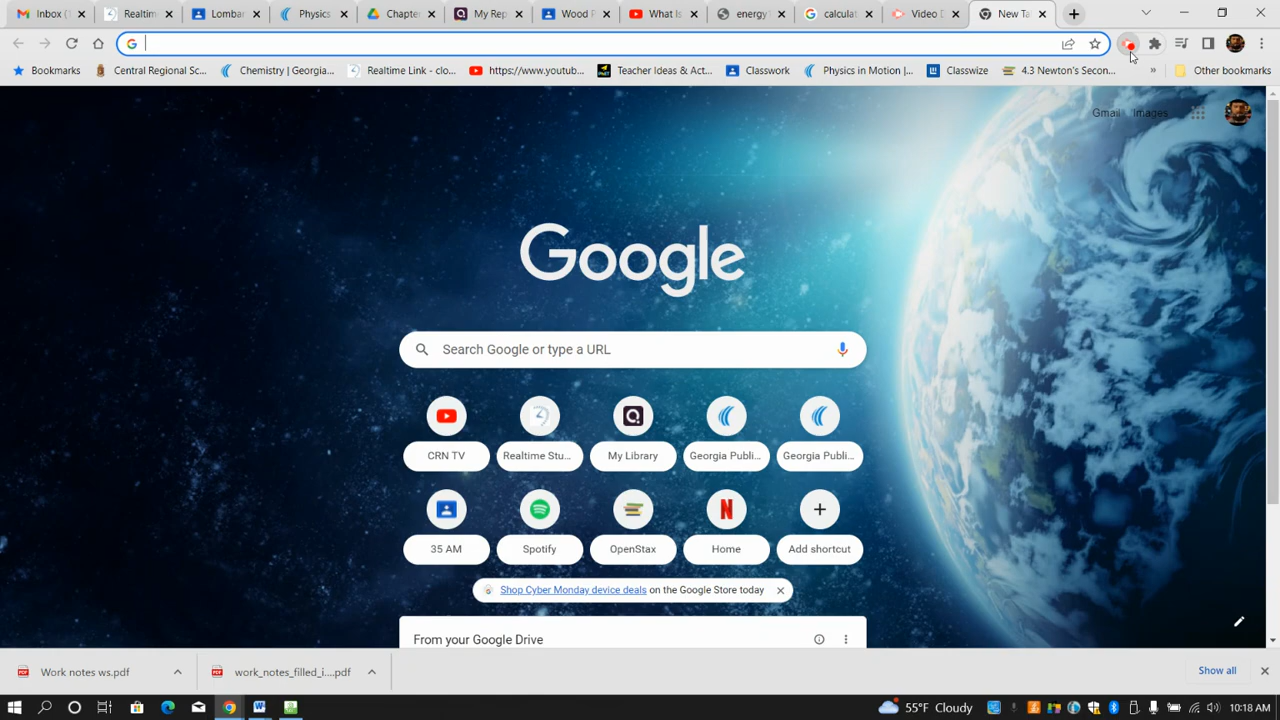 Inbox (1
Realtim
Lombar
Physics
Chapte
My Rep
Wood P
What Is
energy
calculat
Video D
New Ta
Bookmarks
Central Regional Sc...
Chemistry | Georgia...
Realtime Link - clo...
https://www.youtub...
Teacher Ideas & Act...
Classwork
Physics in Motion |...
Classwize
4.3 Newton's Secon...
»
Other bookmarks
Gmail
Images
Google
Search Google or type a URL
CRN TV
Realtime Stu...
My Library
Georgia Publi...
Georgia Publi...
35 AM
Spotify
OpenStax
Home
Add shortcut
Shop Cyber Monday device deals on the Google Store today
From your Google Drive
Work notes ws.pdf
work_notes_filled_i....pdf
Show all
55°F Cloudy
10:18 AM